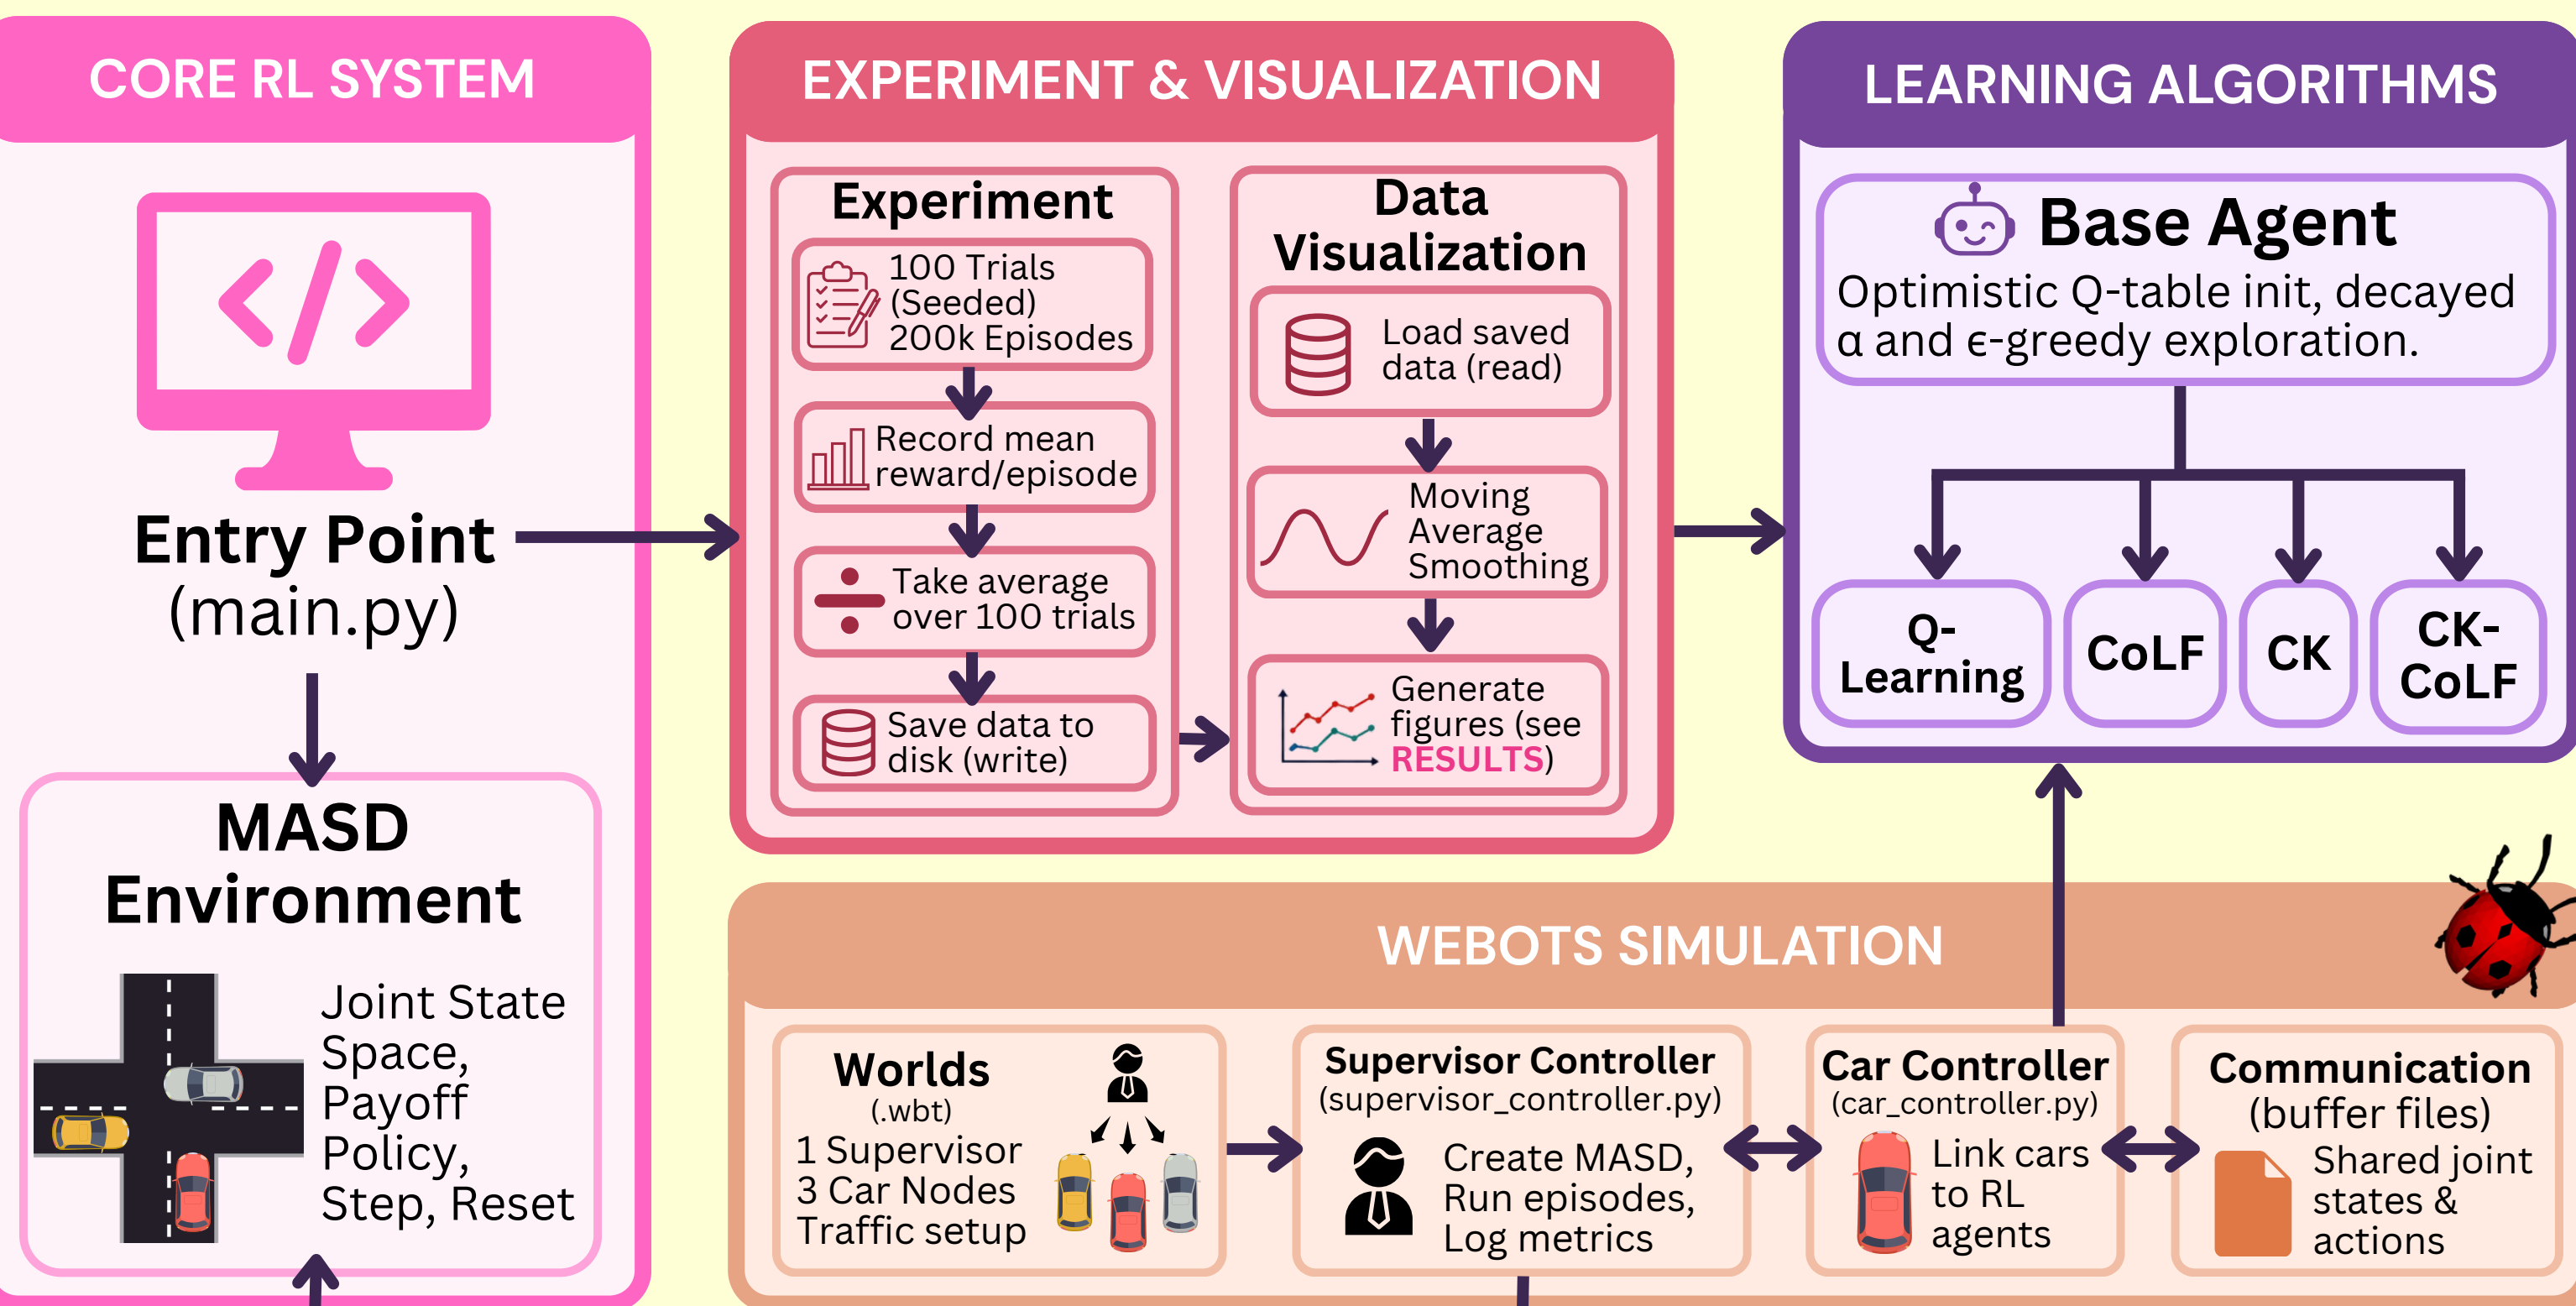 CORE RL SYSTEM
Entry Point
(main.py)
MASD
Environment
Joint State
Space,
Payoff
Policy,
Step, Reset
EXPERIMENT & VISUALIZATION
Experiment
100 Trials
(Seeded)
200k Episodes
Record mean
reward/episode
Take average
over 100 trials
Save data to
disk (write)
Data
Visualization
Load saved
data (read)
Moving
Average
Smoothing
Generate
figures (see
RESULTS)
LEARNING ALGORITHMS
Base Agent
Optimistic Q-table init, decayed
α and ϵ-greedy exploration.
Q-
Learning
CoLF
CK
CK-
CoLF
WEBOTS SIMULATION
Worlds
(.wbt)
1 Supervisor
3 Car Nodes
Traffic setup
Supervisor Controller
(supervisor_controller.py)
Create MASD,
Run episodes,
Log metrics
Car Controller
(car_controller.py)
Link cars
to RL
agents
Communication
(buffer files)
Shared joint
states &
actions